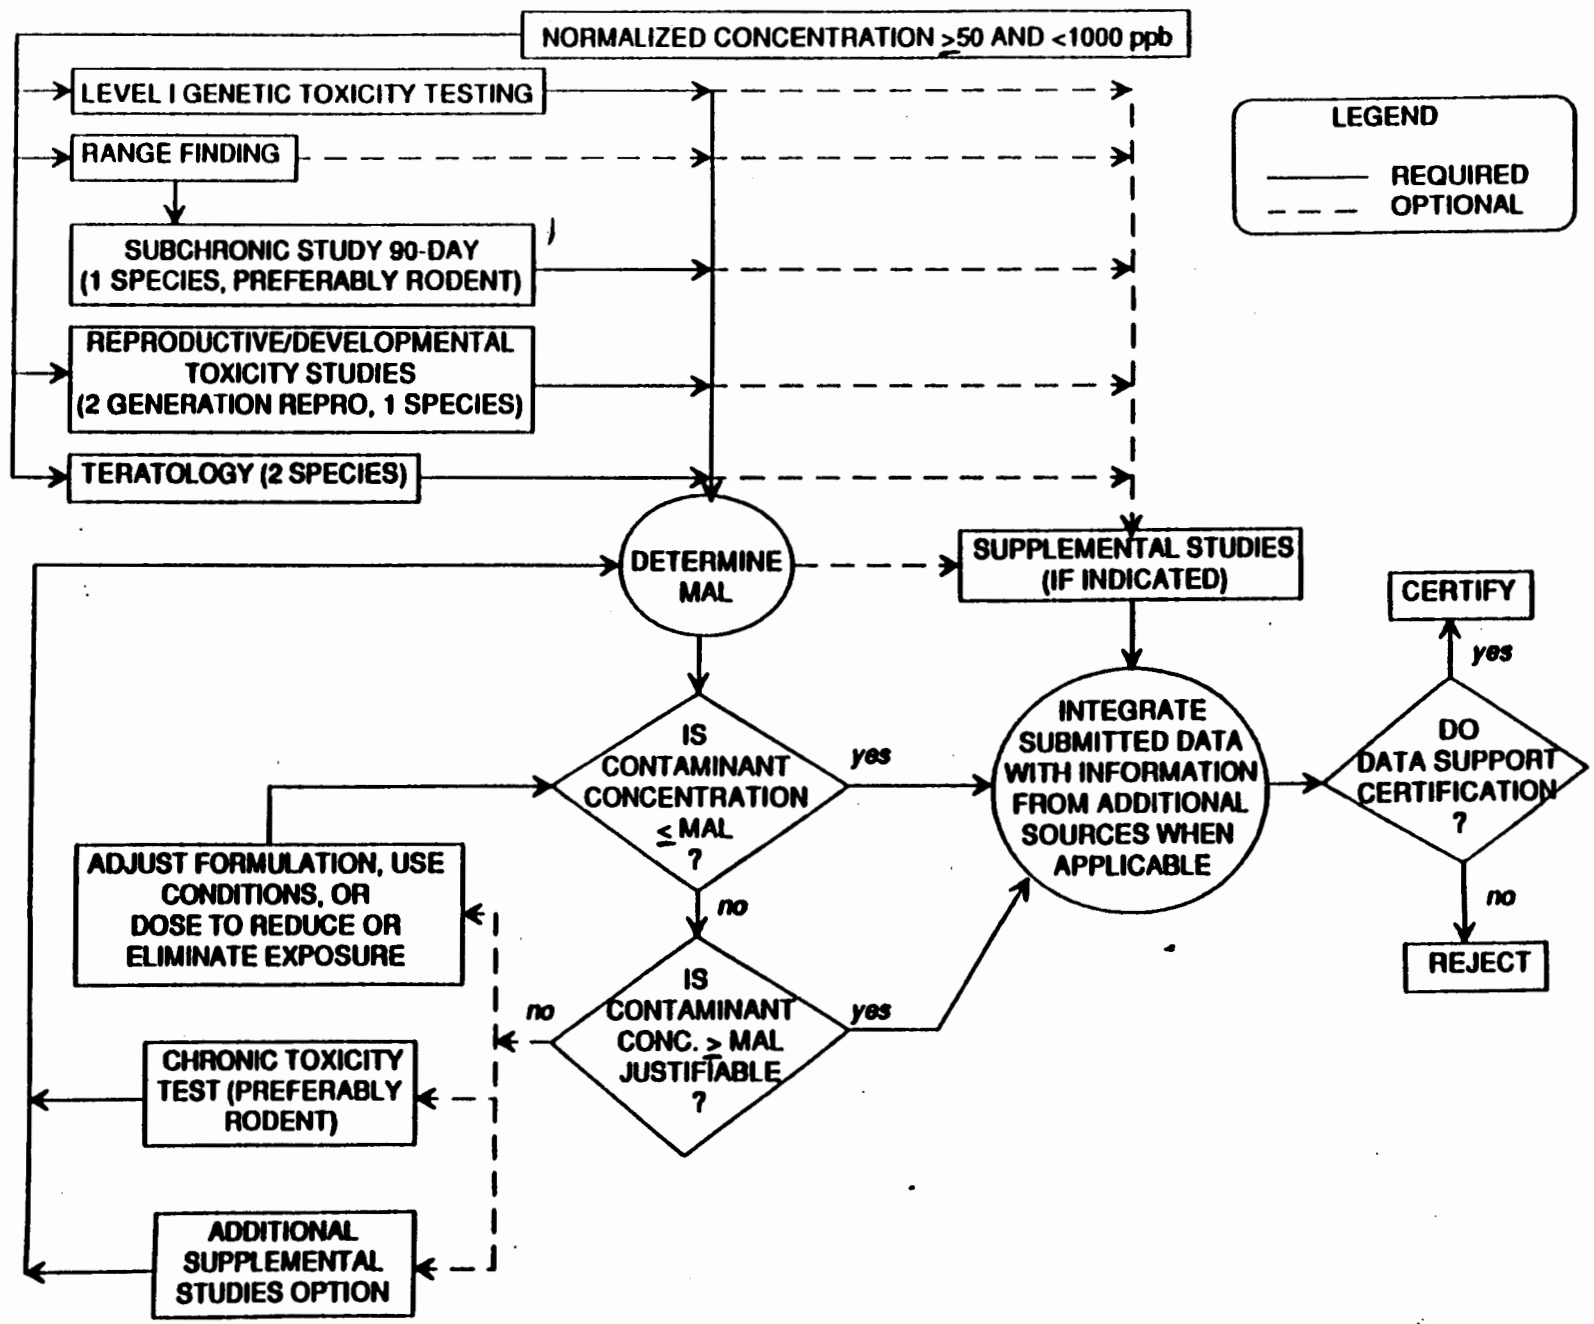 NORMALIZED CONCENTRATION ≥50 AND <1000 ppb
LEVEL I GENETIC TOXICITY TESTING
RANGE FINDING
SUBCHRONIC STUDY 90-DAY
(1 SPECIES, PREFERABLY RODENT)
REPRODUCTIVE/DEVELOPMENTAL
TOXICITY STUDIES
(2 GENERATION REPRO, 1 SPECIES)
TERATOLOGY (2 SPECIES)
LEGEND
REQUIRED
OPTIONAL
DETERMINE
MAL
SUPPLEMENTAL STUDIES
(IF INDICATED)
IS
CONTAMINANT
CONCENTRATION
≤ MAL
?
yes
no
INTEGRATE
SUBMITTED DATA
WITH INFORMATION
FROM ADDITIONAL
SOURCES WHEN
APPLICABLE
CERTIFY
yes
DO
DATA SUPPORT
CERTIFICATION
?
no
REJECT
ADJUST FORMULATION, USE
CONDITIONS, OR
DOSE TO REDUCE OR
ELIMINATE EXPOSURE
IS
CONTAMINANT
CONC. ≥ MAL
JUSTIFIABLE
?
no
yes
CHRONIC TOXICITY
TEST (PREFERABLY
RODENT)
ADDITIONAL
SUPPLEMENTAL
STUDIES OPTION